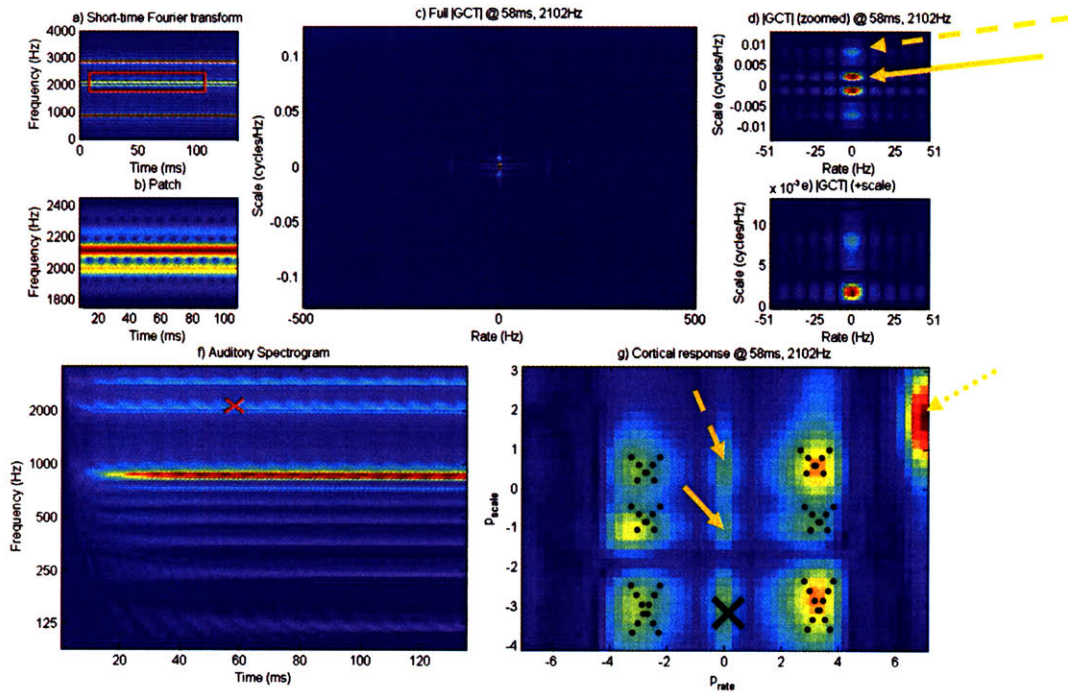 a) Short-time Fourier transform
Frequency (Hz)
4000
3000
2000
1000
0
0 50 100
Time (ms)
b) Patch
Frequency (Hz)
2400
2200
2000
1800
20 40 60 80 100
Time (ms)
c) Full |GCT| @ 58ms, 2102Hz
Scale (cycles/Hz)
0.1
0.05
0
-0.05
-0.1
-500 0 500
Rate (Hz)
d) |GCT| (zoomed) @ 58ms, 2102Hz
Scale (cycles/Hz)
0.01
0.005
0
-0.005
-0.01
-51 -25 0 25 51
Rate (Hz)
x 10-3 e) |GCT| (+scale)
Scale (cycles/Hz)
10
5
0
-51 -25 0 25 51
Rate (Hz)
f) Auditory Spectrogram
Frequency (Hz)
2000
1000
500
250
125
20 40 60 80 100 120
Time (ms)
g) Cortical response @ 58ms, 2102Hz
pscale
3
2
1
0
-1
-2
-3
-4
-6 -4 -2 0 2 4 6
prate